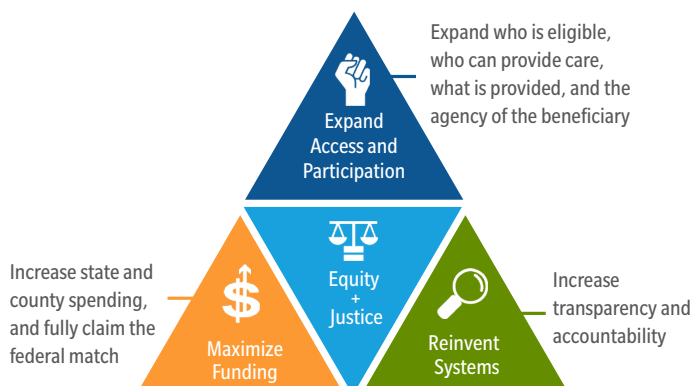 Expand who is eligible,
who can provide care,
what is provided, and the
agency of the beneficiary
Expand
Access and
Participation
Increase state and
county spending,
and fully claim the
federal match
$
Maximize
Funding
Equity
+
Justice
Reinvent
Systems
Increase
transparency and
accountability